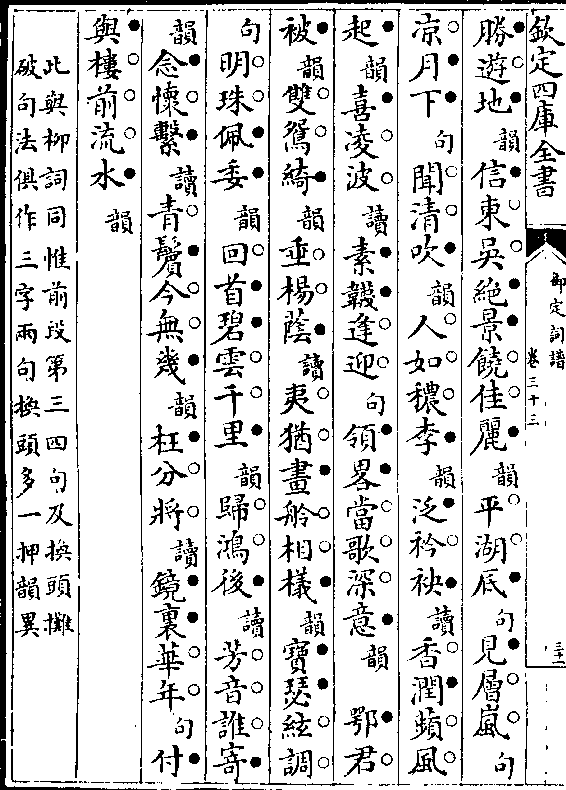 欽定四庫全書
御定詞譜
卷三十三
三十一
勝遊地韻信東吳絶景饒佳麗韻平湖底句見層嵐句
凉月下句聞清吹韻人如穠李韻泛衿袂讀香潤蘋風
起韻喜凌波讀素韈逢迎句領畧當歌深意韻鄂君
被韻雙鴛綺韻垂楊蔭讀夷猶畫舲相檥韻寶瑟絃調
句明珠佩委韻回首碧雲千里韻歸鴻後讀芳音誰寄
韻念懷繫讀青鬢今無幾韻枉分將讀鏡裏華年句付
與樓前流水韻
此與柳詞同惟前段第三四句及換頭攤
破句法俱作三字兩句換頭多一押韻異